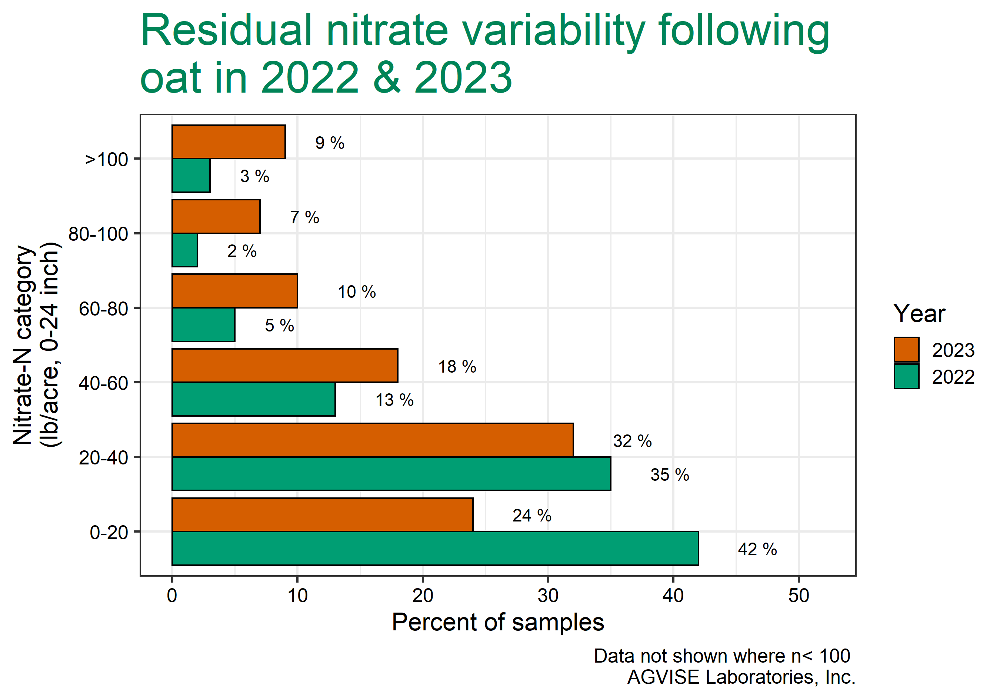 Residual nitrate variability following
oat in 2022 & 2023
Nitrate-N category
(lb/acre, 0-24 inch)
>100
80-100
60-80
40-60
20-40
0-20
9 %
3 %
7 %
2 %
10 %
5 %
18 %
13 %
32 %
35 %
24 %
42 %
0 10 20 30 40 50
Percent of samples
Year
2023
2022
Data not shown where n< 100
AGVISE Laboratories, Inc.